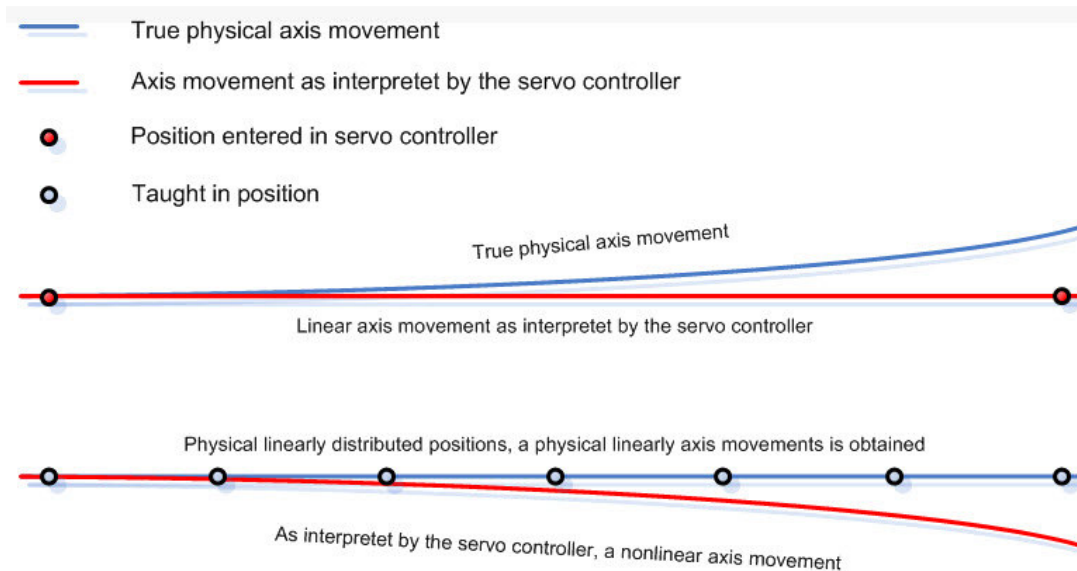 True physical axis movement
Axis movement as interpretet by the servo controller
Position entered in servo controller
Taught in position
True physical axis movement
Linear axis movement as interpretet by the servo controller
Physical linearly distributed positions, a physical linearly axis movements is obtained
As interpretet by the servo controller, a nonlinear axis movement